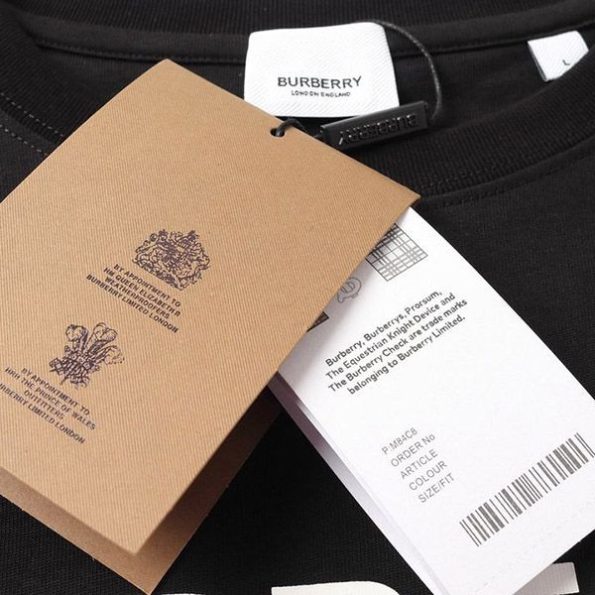 BURBERRY
LONDON ENGLAND
L
BURBERRY
BY APPOINTMENT TO
HM QUEEN ELIZABETH
WEATHERPROOFERS
BURBERRY LIMITED LONDON
BY APPOINTMENT TO
HRH THE PRINCE OF WALES
OUTFITTERS
URBERRY LIMITED LONDON
Burberry, Burberrys, Prorsum,
The Equestrian Knight Device and
The Burberry Check are trade marks
belonging to Burberry Limited.
P.M84C8
ORDER No
ARTICLE
COLOUR
SIZE/FIT